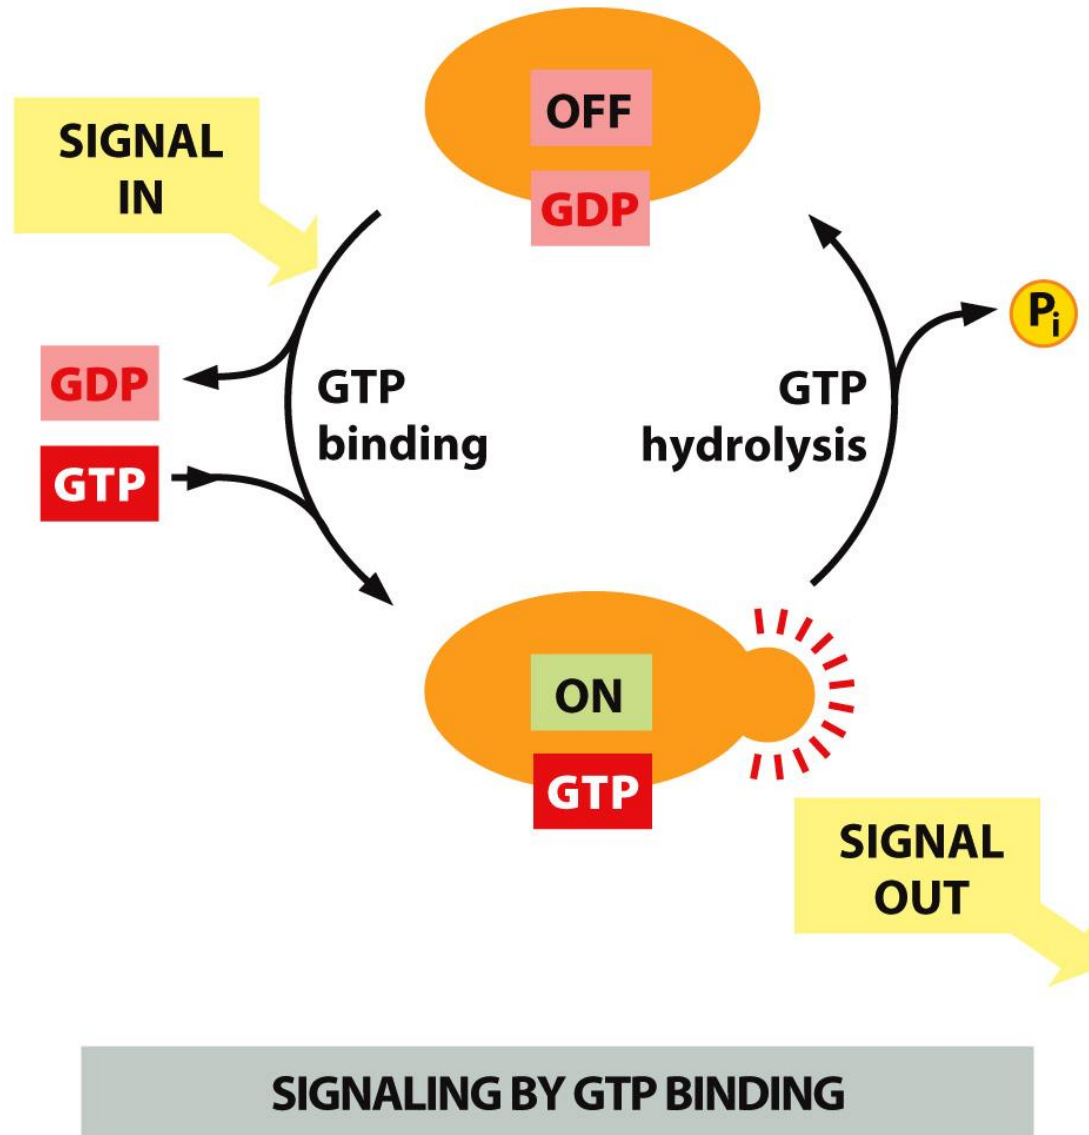 OFF
GDP
SIGNAL
IN
GDP
GTP
GTP
binding
GTP
hydrolysis
Pi
ON
GTP
SIGNAL
OUT
SIGNALING BY GTP BINDING